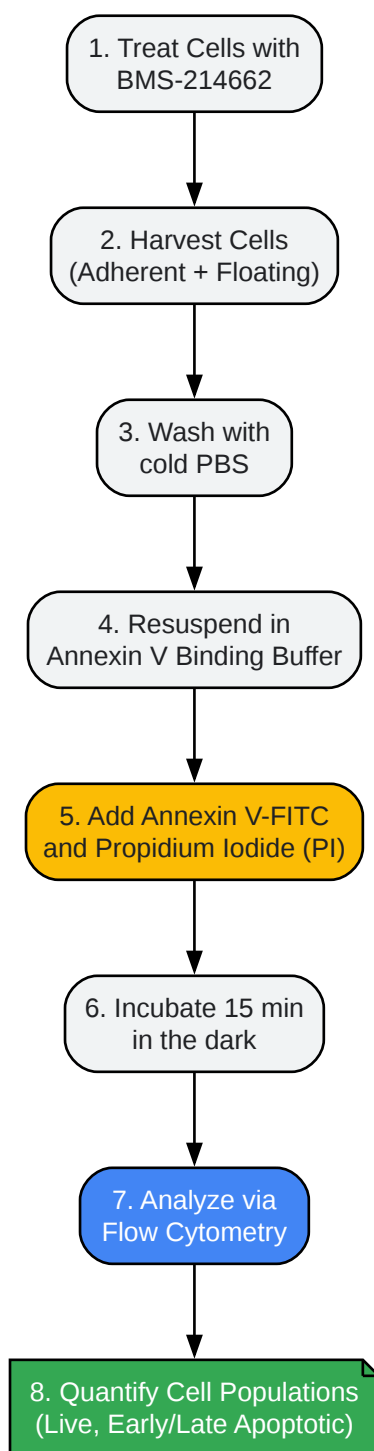 1. Treat Cells with
BMS-214662
2. Harvest Cells
(Adherent + Floating)
3. Wash with
cold PBS
4. Resuspend in
Annexin V Binding Buffer
5. Add Annexin V-FITC
and Propidium Iodide (PI)
6. Incubate 15 min
in the dark
7. Analyze via
Flow Cytometry
8. Quantify Cell Populations
(Live, Early/Late Apoptotic)